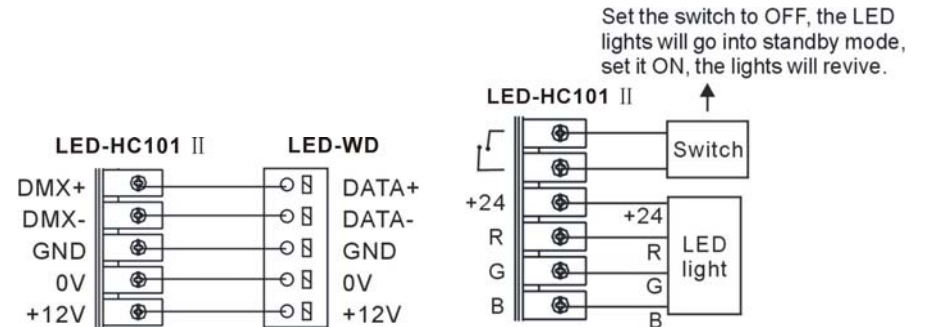 Set the switch to OFF, the LED
lights will go into standby mode,
set it ON, the lights will revive.
LED-HC101 II
LED-WD
DMX+
DATA+
DMX-
DATA-
GND
GND
0V
0V
+12V
+12V
LED-HC101 II
Switch
+24
+24
R
R
G
G
B
B
LED
light